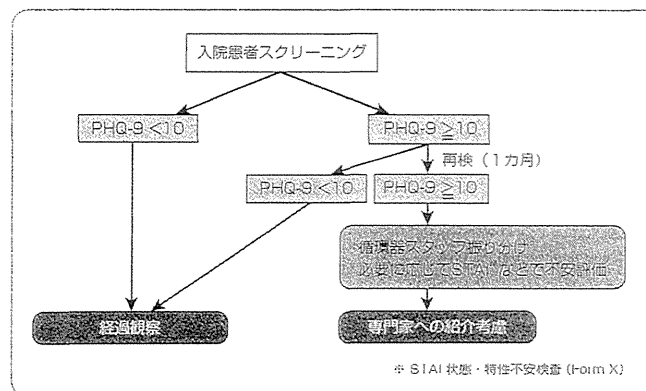 入院患者スクリーニング
PHQ-9 <10
PHQ-9 ≧10
再検（1カ月）
PHQ-9 <10
PHQ-9 ≧10
循環器スタッフ振り分け
必要に応じてSTAI*などで不安評価
経過観察
専門家への紹介考慮
※ STAI 状態・特性不安検査 (Form X)